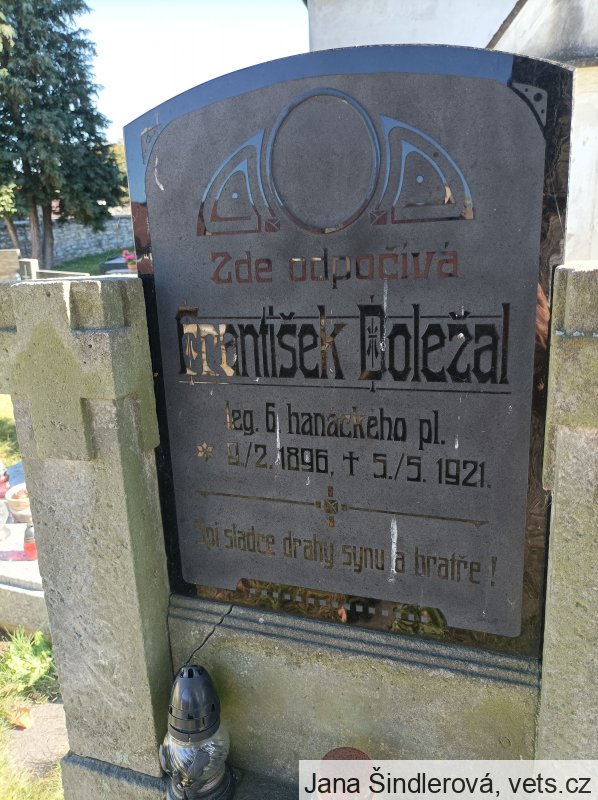 Zde odpočívá
František Doležal
leg. 6. hanáckého pl.
* 9./2. 1896, ✝ 5./5. 1921.
Spi sladce drahý synu a bratře!
Jana Šindlerová, vets.cz